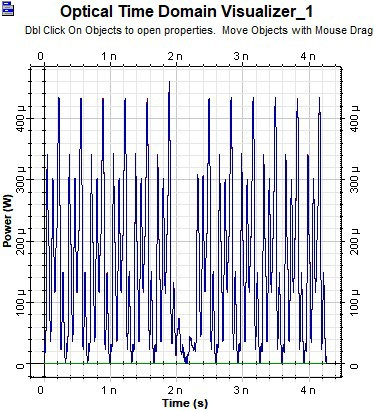 Optical Time Domain Visualizer_1
Dbl Click On Objects to open properties. Move Objects with Mouse Drag
0 1 n 2 n 3 n 4 n
400 µ 400 µ
300 µ 300 µ
200 µ 200 µ
100 µ 100 µ
0 0
Power (W)
0 1 n 2 n 3 n 4 n
Time (s)